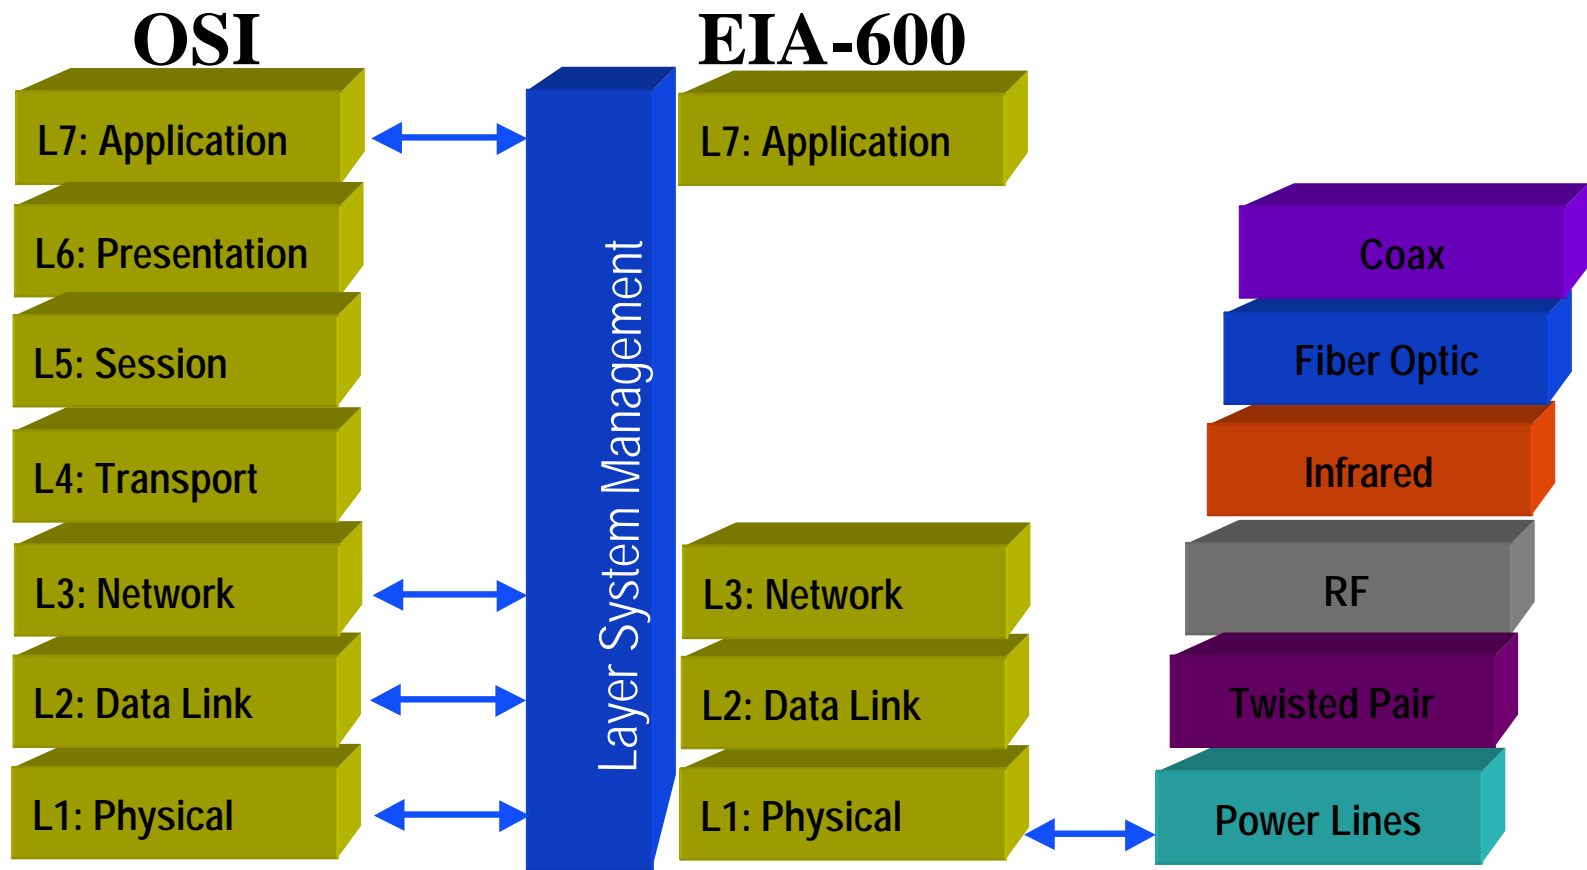 OSI
EIA-600
L7: Application
L6: Presentation
L5: Session
L4: Transport
L3: Network
L2: Data Link
L1: Physical
Layer System Management
L7: Application
L3: Network
L2: Data Link
L1: Physical
Coax
Fiber Optic
Infrared
RF
Twisted Pair
Power Lines